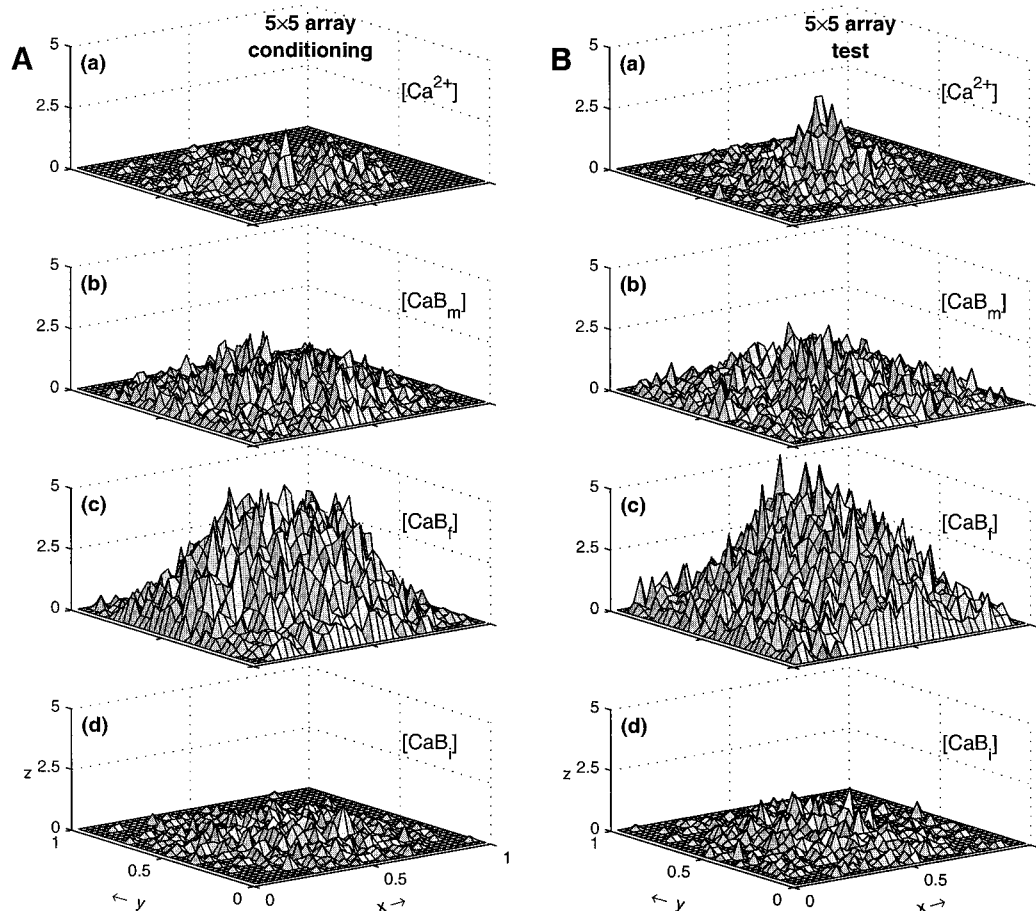 A
5×5 array
conditioning
(a)
[Ca²⁺]
5
2.5
0
(b)
[CaBₘ]
5
2.5
0
(c)
[CaB_f]
5
2.5
0
(d)
[CaBᵢ]
5
z 2.5
0
1
0.5
0
← y
0
0.5
1
x →
B
5×5 array
test
(a)
[Ca²⁺]
5
2.5
0
(b)
[CaBₘ]
5
2.5
0
(c)
[CaB_f]
5
2.5
0
(d)
[CaBᵢ]
5
z 2.5
0
1
0.5
0
← y
0
0.5
x →